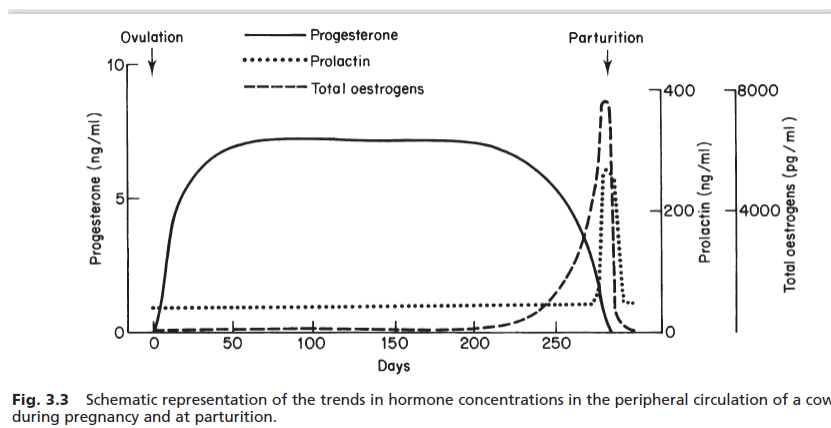 Ovulation
Progesterone
Parturition
Prolactin
Total oestrogens
10
5
0
Progesterone (ng/ml)
400
200
0
Prolactin (ng/ml)
8000
4000
Total oestrogens (pg/ml)
0 50 100 150 200 250
Days
Fig. 3.3 Schematic representation of the trends in hormone concentrations in the peripheral circulation of a cow
during pregnancy and at parturition.